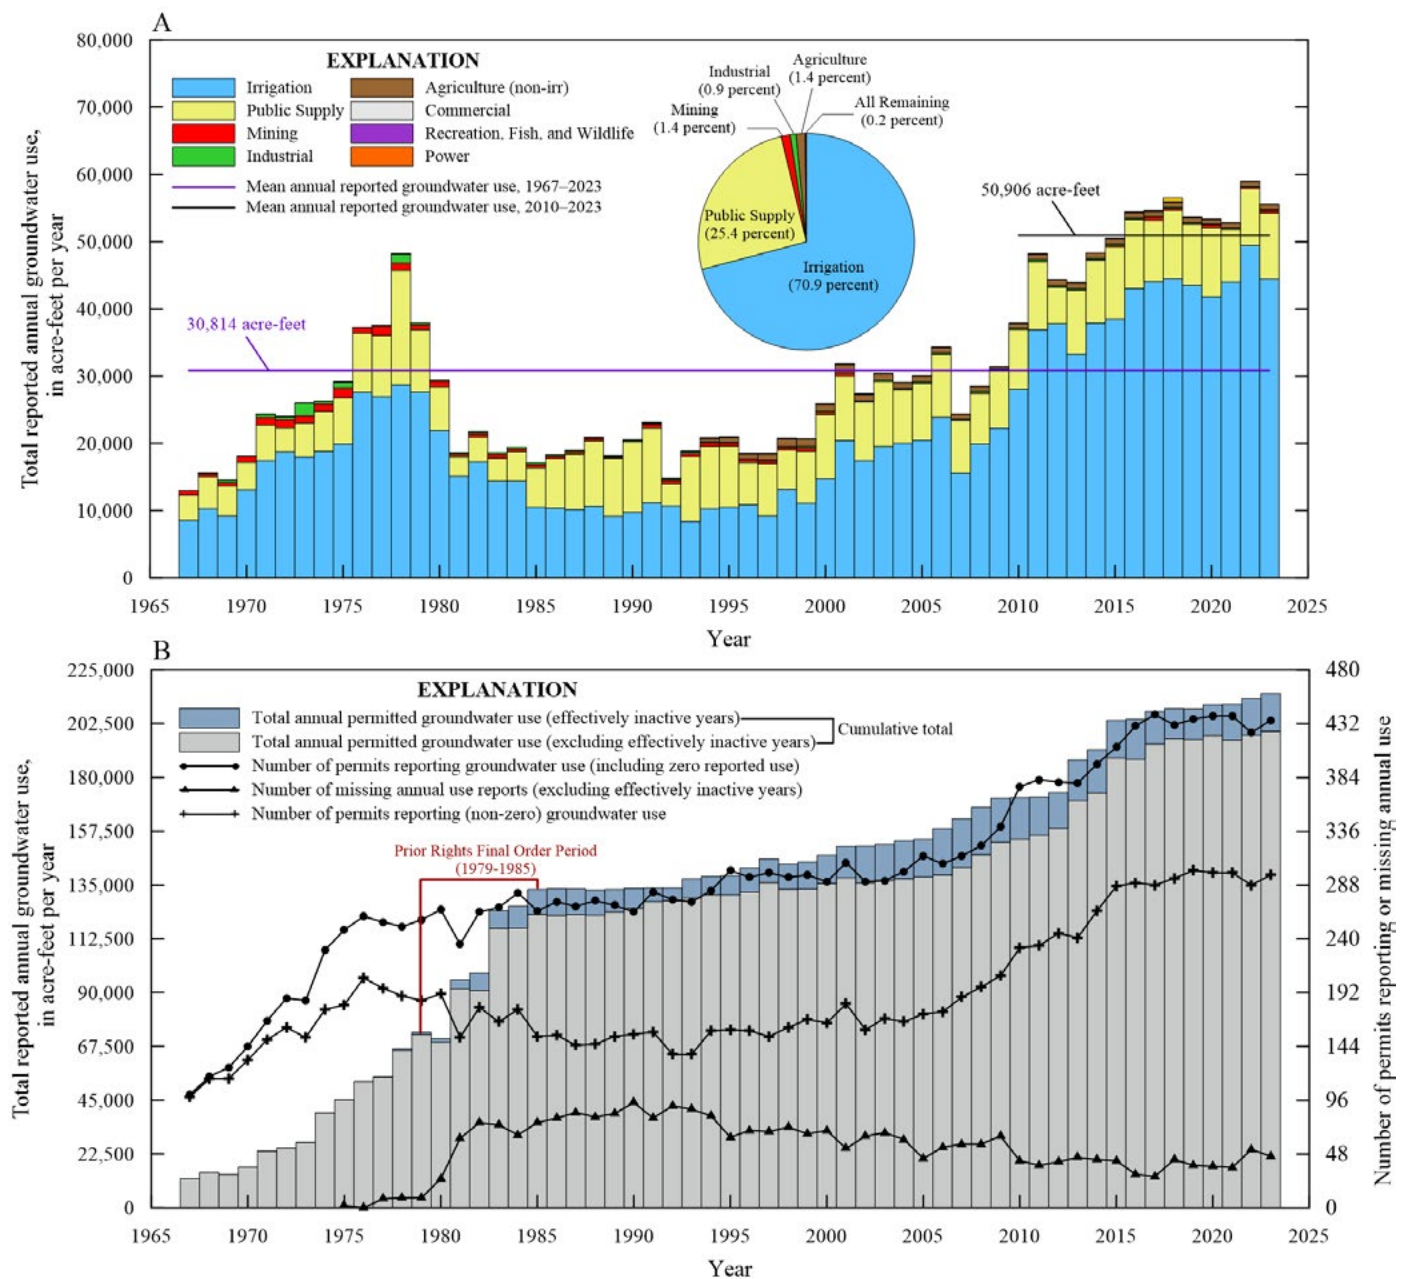 A
80,000
70,000
60,000
50,000
40,000
30,000
20,000
10,000
0
Total reported annual groundwater use,
in acre-feet per year
EXPLANATION
Irrigation
Public Supply
Mining
Industrial
Agriculture (non-irr)
Commercial
Recreation, Fish, and Wildlife
Power
Mean annual reported groundwater use, 1967–2023
Mean annual reported groundwater use, 2010–2023
Agriculture
(1.4 percent)
Industrial
(0.9 percent)
Mining
(1.4 percent)
All Remaining
(0.2 percent)
Public Supply
(25.4 percent)
Irrigation
(70.9 percent)
50,906 acre-feet
30,814 acre-feet
1965 1970 1975 1980 1985 1990 1995 2000 2005 2010 2015 2020 2025
Year
B
225,000
202,500
180,000
157,500
135,000
112,500
90,000
67,500
45,000
22,500
0
Total reported annual groundwater use,
in acre-feet per year
EXPLANATION
Total annual permitted groundwater use (effectively inactive years)
Total annual permitted groundwater use (excluding effectively inactive years)
Cumulative total
Number of permits reporting groundwater use (including zero reported use)
Number of missing annual use reports (excluding effectively inactive years)
Number of permits reporting (non-zero) groundwater use
Prior Rights Final Order Period
(1979-1985)
480
432
384
336
288
240
192
144
96
48
0
Number of permits reporting or missing annual use
1965 1970 1975 1980 1985 1990 1995 2000 2005 2010 2015 2020 2025
Year